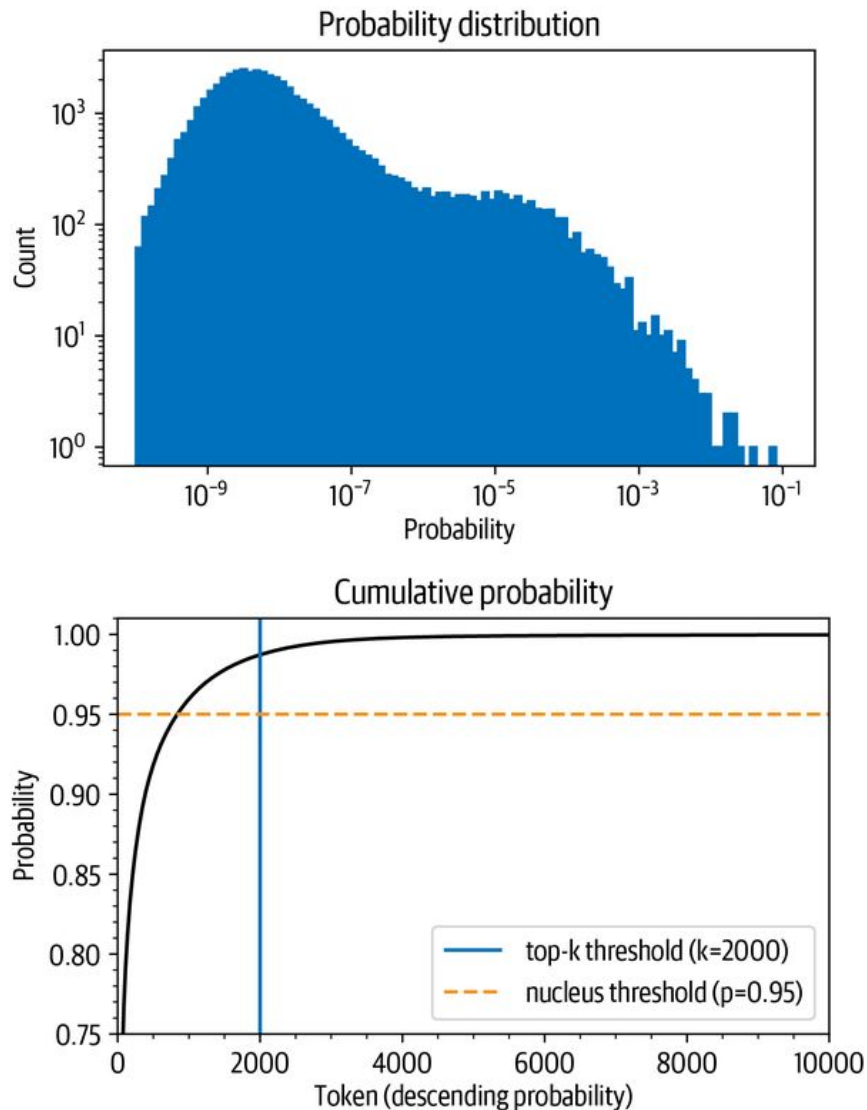 Probability distribution
10³
10²
10¹
10⁰
Count
10⁻⁹ 10⁻⁷ 10⁻⁵ 10⁻³ 10⁻¹
Probability
Cumulative probability
1.00
0.95
0.90
0.85
0.80
0.75
Probability
top-k threshold (k=2000)
nucleus threshold (p=0.95)
0 2000 4000 6000 8000 10000
Token (descending probability)